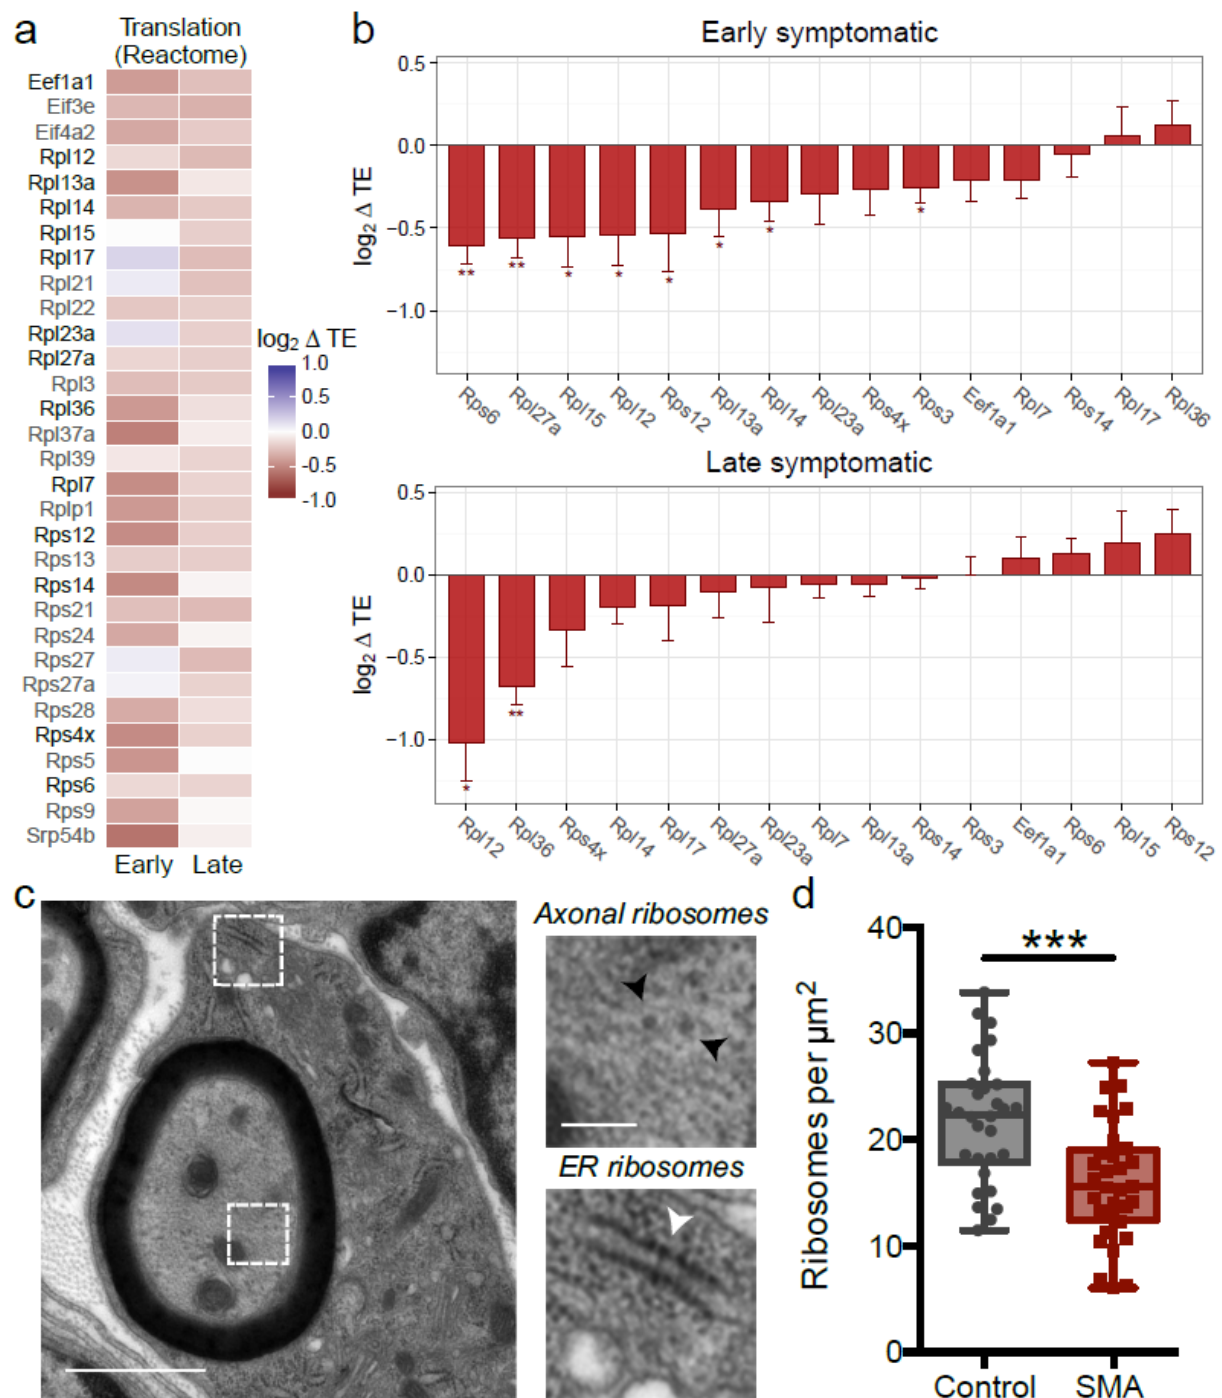 a
Translation
(Reactome)
Eef1a1
Eif3e
Eif4a2
Rpl12
Rpl13a
Rpl14
Rpl15
Rpl17
Rpl21
Rpl22
Rpl23a
Rpl27a
Rpl3
Rpl36
Rpl37a
Rpl39
Rpl7
Rplp1
Rps12
Rps13
Rps14
Rps21
Rps24
Rps27
Rps27a
Rps28
Rps4x
Rps5
Rps6
Rps9
Srp54b
Early Late
log₂ Δ TE
1.0
0.5
0.0
-0.5
-1.0
b
Early symptomatic
log₂ Δ TE
0.5
0.0
−0.5
−1.0
** ** * * * * * *
Rps6 Rpl27a Rpl15 Rpl12 Rps12 Rpl13a Rpl14 Rpl23a Rps4x Rps3 Eef1a1 Rpl7 Rps14 Rpl17 Rpl36
Late symptomatic
log₂ Δ TE
0.5
0.0
−0.5
−1.0
* **
Rpl12 Rpl36 Rps4x Rpl14 Rpl17 Rpl27a Rpl23a Rpl7 Rpl13a Rps14 Rps3 Eef1a1 Rps6 Rpl15 Rps12
c
Axonal ribosomes
ER ribosomes
d
Ribosomes per µm²
40
30
20
10
0
***
Control SMA